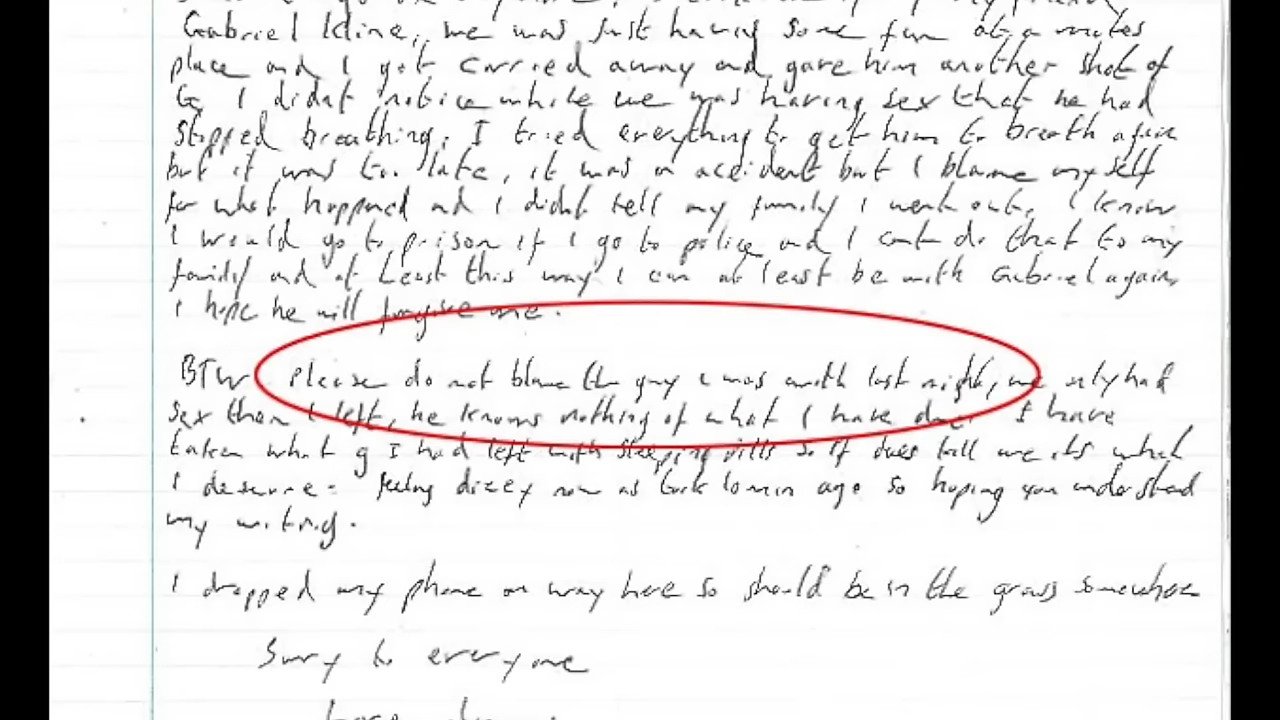 Gabriel Kline, we was Just having some fun at a mates
place and I got carried away and gave him another shot of
G, I didnt notice while we was having sex that he had
stopped breathing, I tried everything to get him to breath again
but it was to late, it was a accident but I blame myself
for what happened and I didnt tell my family I went out, I know
I would go to prison if I go to police and I cant do that to my
family and at Least this way I can at least be with Gabriel again,
I hope he will forgive me.
BTW Please do not blame the guy I was with last night, we only had
sex then I left, he knows nothing of what I have done. I have
taken what g I had left with sleeping pills so if does kill me its what
I deserve. feeling dizzy now as took 10 min ago so hoping you understand
my writing.
I dropped my phone on way here so should be in the grass somewhere
Sorry to everyone